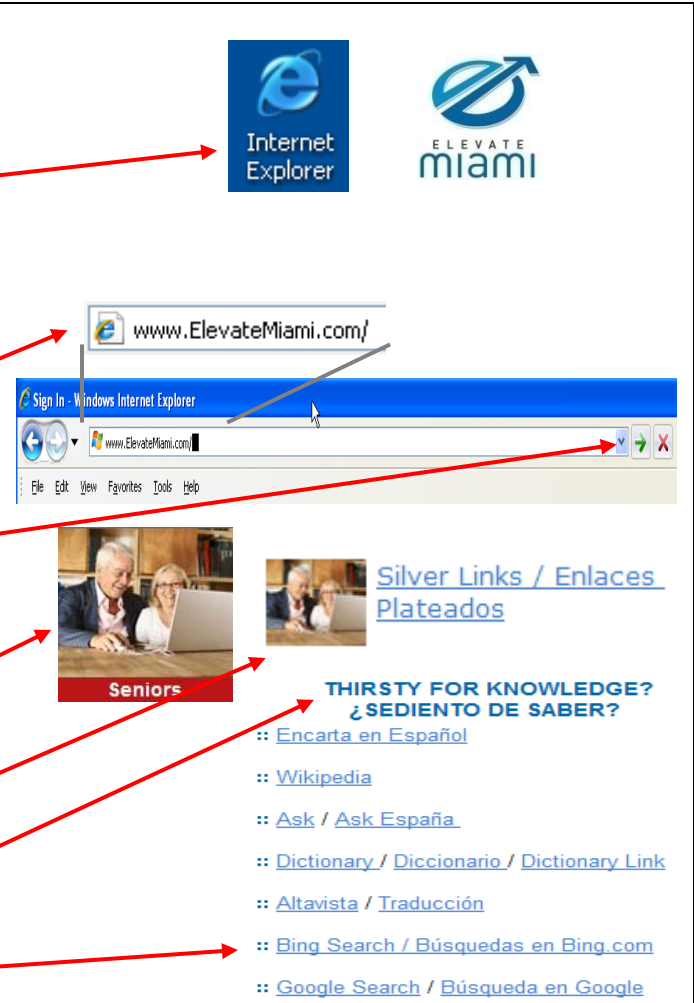 Internet
Explorer
ELEVATE
miami
www.ElevateMiami.com/
Sign In - Windows Internet Explorer
www.ElevateMiami.com/
File Edit View Favorites Tools Help
Seniors
Silver Links / Enlaces
Plateados
THIRSTY FOR KNOWLEDGE?
¿SEDIENTO DE SABER?
:: Encarta en Español
:: Wikipedia
:: Ask / Ask España
:: Dictionary / Diccionario / Dictionary Link
:: Altavista / Traducción
:: Bing Search / Búsquedas en Bing.com
:: Google Search / Búsqueda en Google